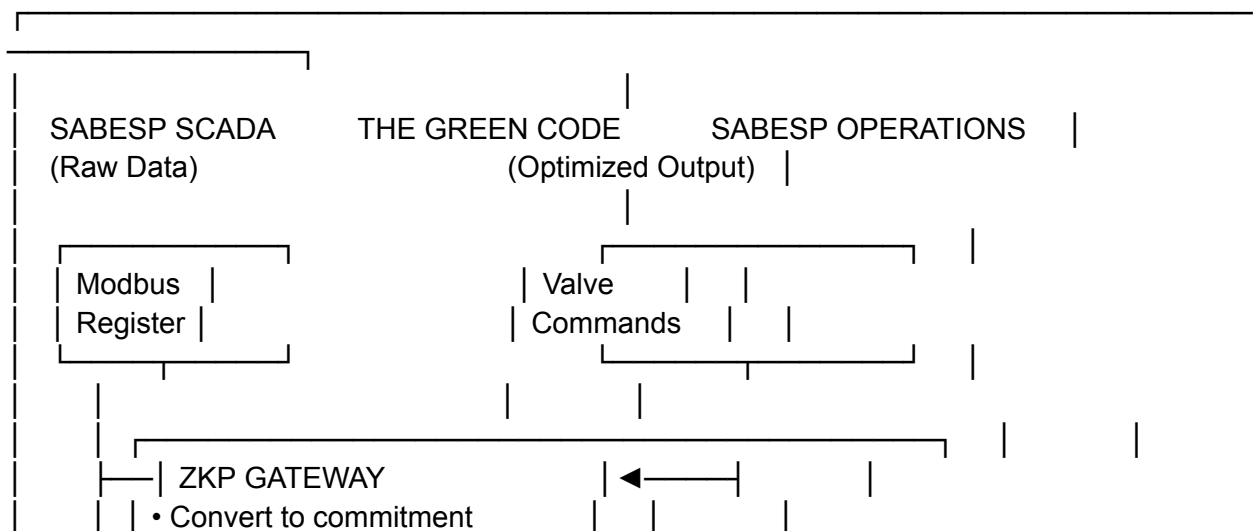 SABESP SCADA THE GREEN CODE SABESP OPERATIONS
(Raw Data) (Optimized Output)
Modbus Valve
Register Commands
ZKP GATEWAY
• Convert to commitment